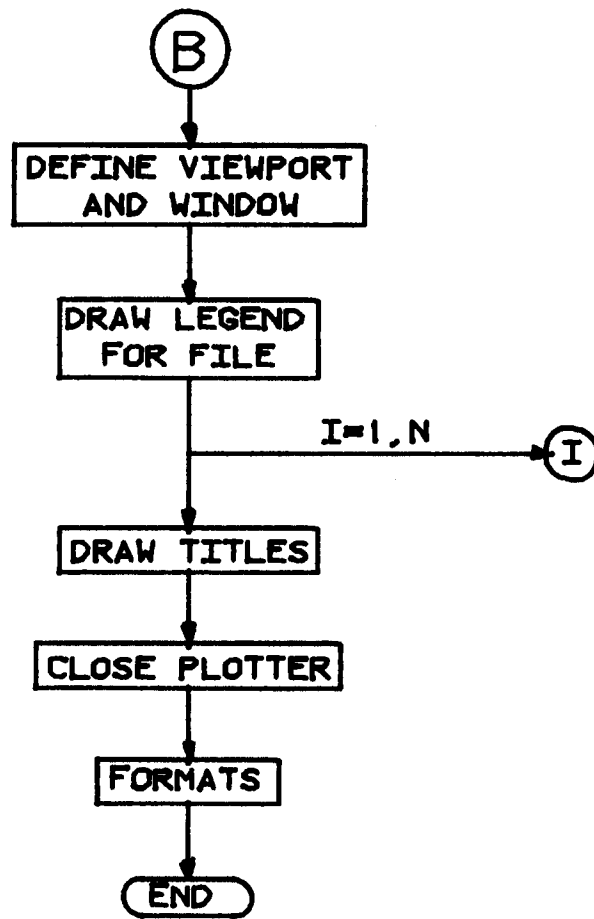 B
DEFINE VIEWPORT
AND WINDOW
DRAW LEGEND
FOR FILE
I=1,N
I
DRAW TITLES
CLOSE PLOTTER
FORMATS
END